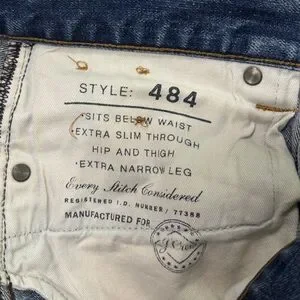 STYLE: 484
·SITS BELOW WAIST
·EXTRA SLIM THROUGH
HIP AND THIGH
·EXTRA NARROW LEG
Every Stitch Considered
REGISTERED I.D. NUMBER/ 77388
MANUFACTURED FOR
J.Crew